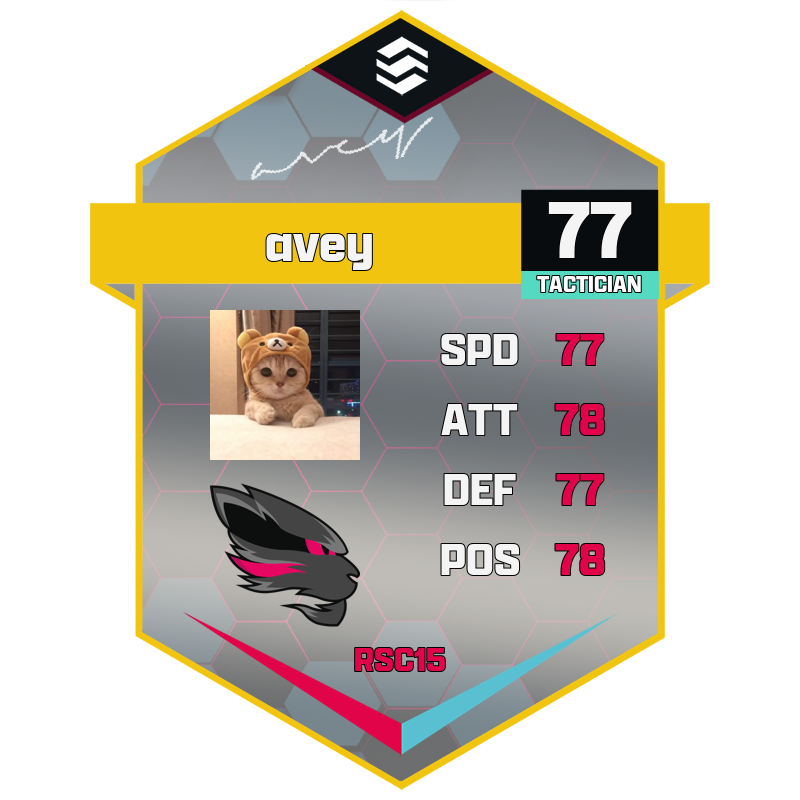 avey
avey
77
TACTICIAN
SPD 77
ATT 78
DEF 77
POS 78
RSC15